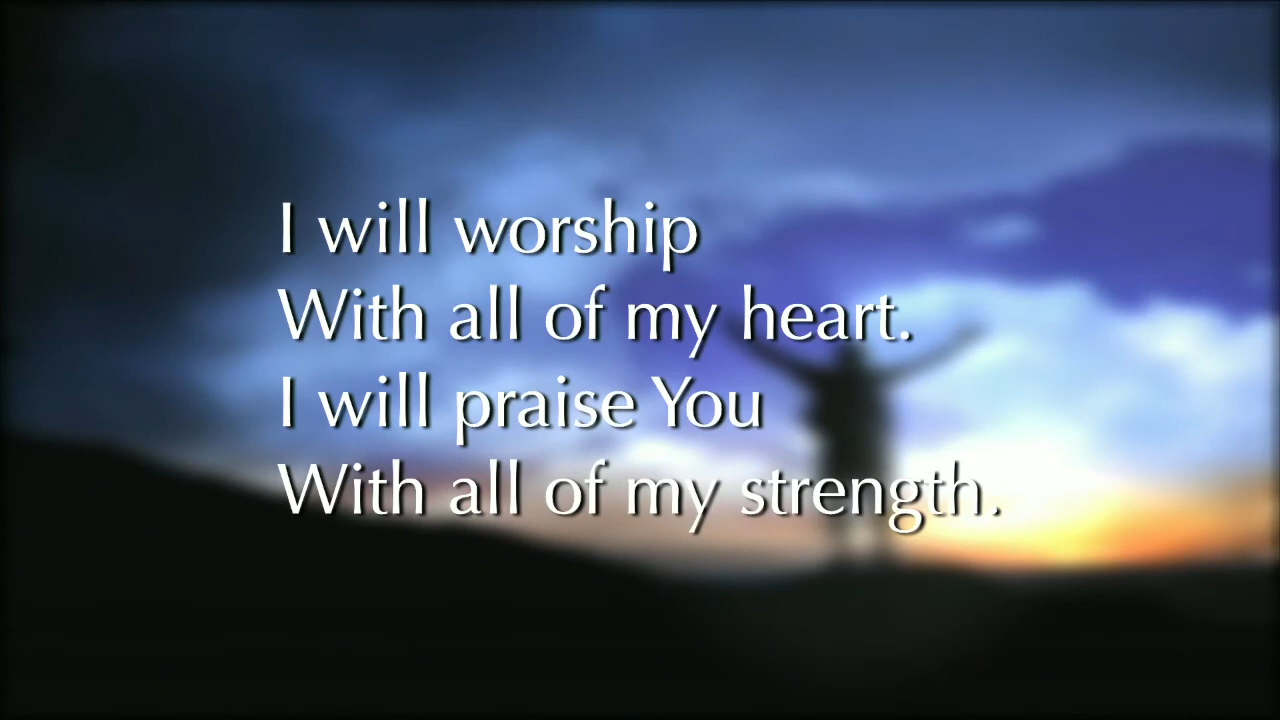 I will worship
With all of my heart.
I will praise You
With all of my strength.